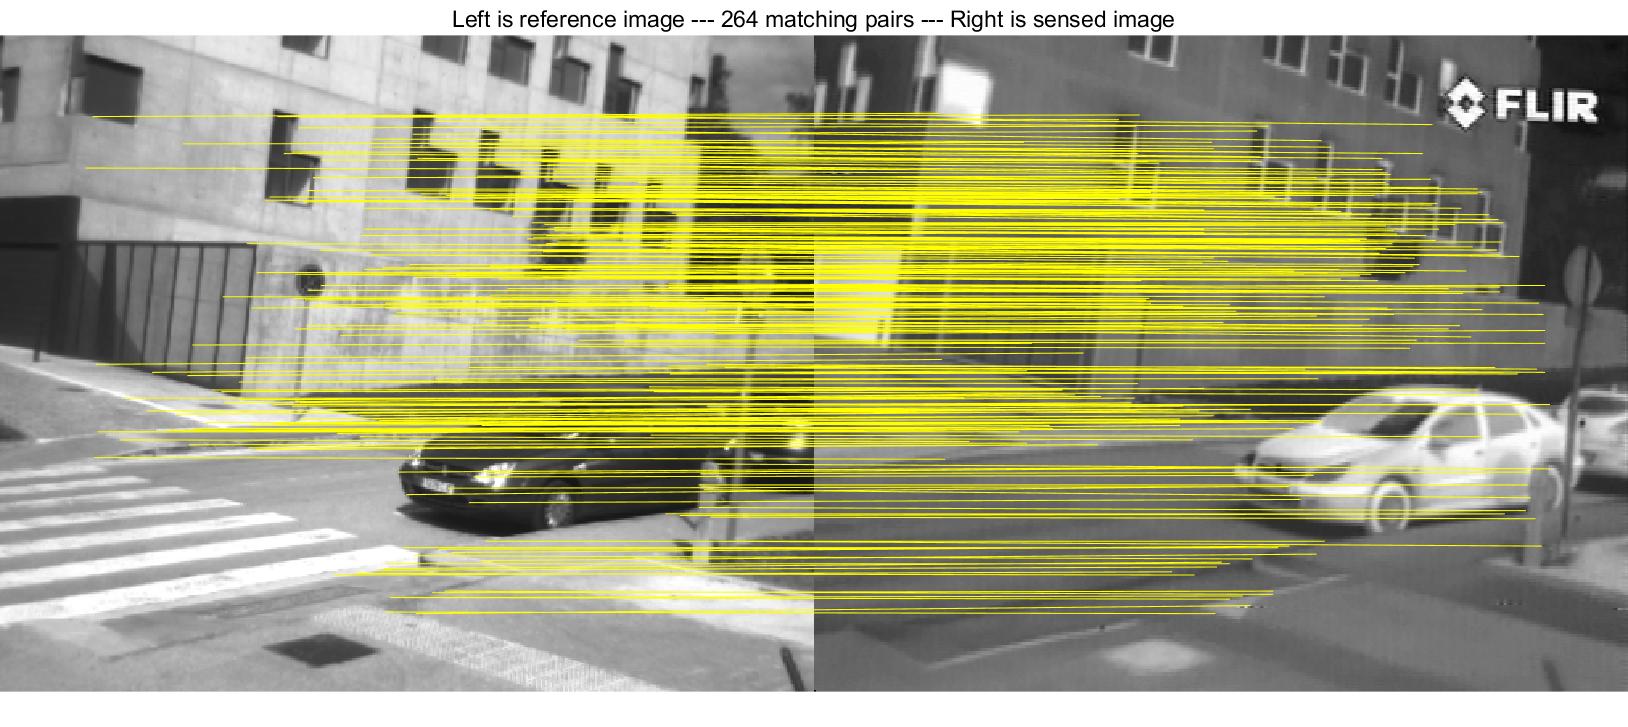 Left is reference image --- 264 matching pairs --- Right is sensed image
FLIR